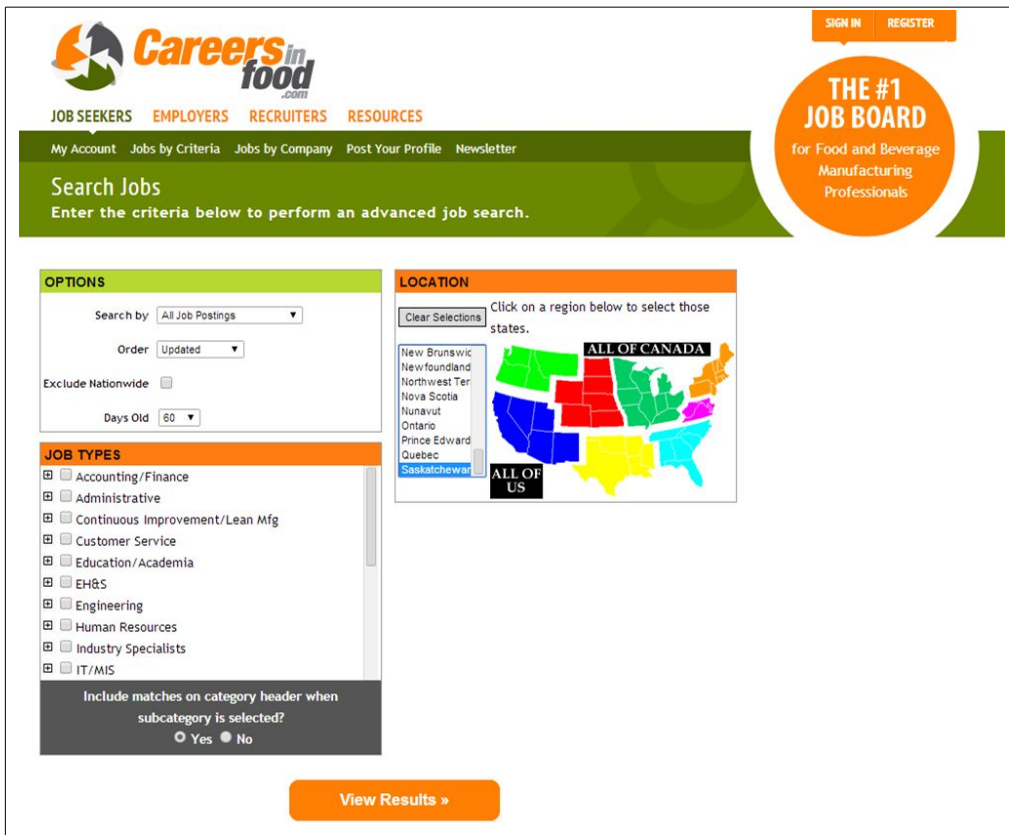 SIGN IN REGISTER
Careers in
food
.com
THE #1
JOB BOARD
for Food and Beverage
Manufacturing
Professionals
JOB SEEKERS EMPLOYERS RECRUITERS RESOURCES
My Account Jobs by Criteria Jobs by Company Post Your Profile Newsletter
Search Jobs
Enter the criteria below to perform an advanced job search.
OPTIONS
Search by All Job Postings
Order Updated
Exclude Nationwide
Days Old 60
JOB TYPES
Accounting/Finance
Administrative
Continuous Improvement/Lean Mfg
Customer Service
Education/Academia
EH&S
Engineering
Human Resources
Industry Specialists
IT/MIS
Include matches on category header when
subcategory is selected?
Yes No
LOCATION
Clear Selections
Click on a region below to select those
states.
New Brunswic
Newfoundland
Northwest Ter
Nova Scotia
Nunavut
Ontario
Prince Edward
Quebec
Saskatchewan
ALL OF CANADA
ALL OF
US
View Results »